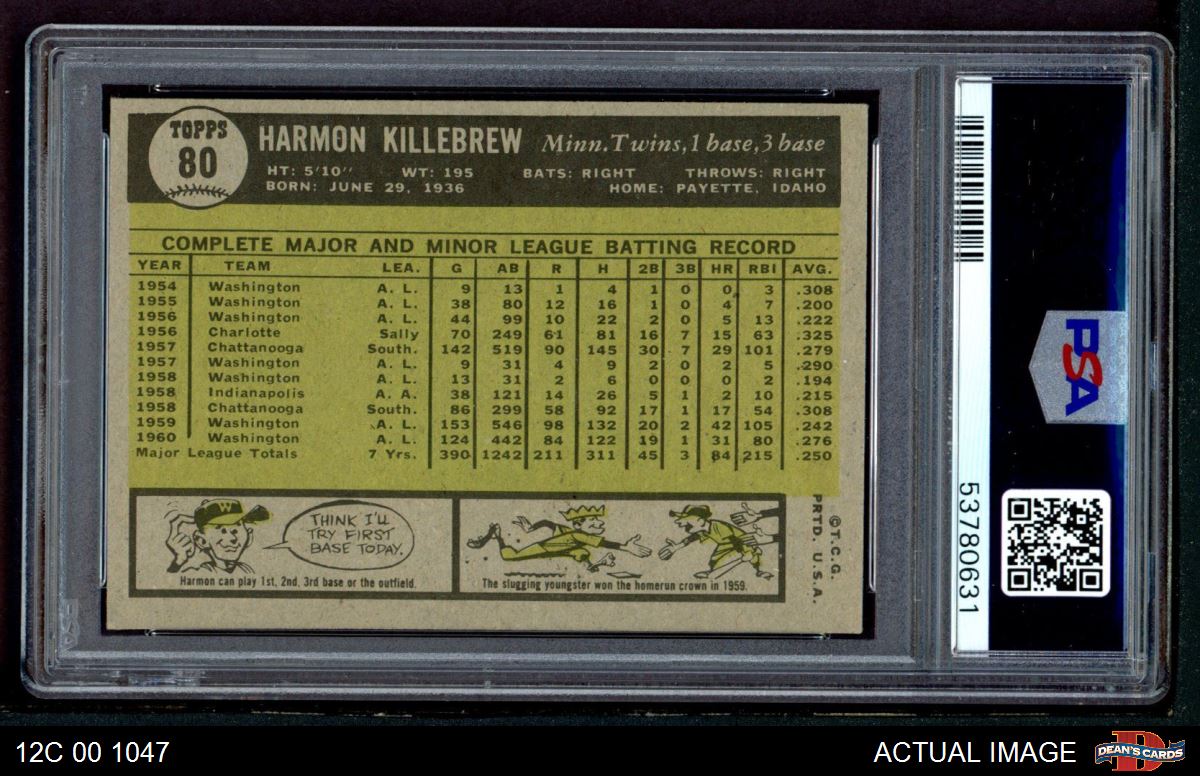 TOPPS
80
HARMON KILLEBREW Minn. Twins, 1 base, 3 base
HT: 5'10" WT: 195 BATS: RIGHT THROWS: RIGHT
BORN: JUNE 29, 1936 HOME: PAYETTE, IDAHO
COMPLETE MAJOR AND MINOR LEAGUE BATTING RECORD
YEAR TEAM LEA. G AB R H 2B 3B HR RBI AVG.
1954 Washington A. L. 9 13 1 4 1 0 0 3 .308
1955 Washington A. L. 38 80 12 16 1 0 4 7 .200
1956 Washington A. L. 44 99 10 22 2 0 5 13 .222
1956 Charlotte Sally 70 249 61 81 16 7 15 63 .325
1957 Chattanooga South. 142 519 90 145 30 7 29 101 .279
1957 Washington A. L. 9 31 4 9 2 0 2 5 .290
1958 Washington A. L. 13 31 2 6 0 0 0 2 .194
1958 Indianapolis A. A. 38 121 14 26 5 1 2 10 .215
1958 Chattanooga South. 86 299 58 92 17 1 17 54 .308
1959 Washington A. L. 153 546 98 132 20 2 42 105 .242
1960 Washington A. L. 124 442 84 122 19 1 31 80 .276
Major League Totals 7 Yrs. 390 1242 211 311 45 3 84 215 .250
W
THINK I'LL
TRY FIRST
BASE TODAY.
Harmon can play 1st, 2nd, 3rd base or the outfield.
The slugging youngster won the homerun crown in 1959.
©T.C.G.
PRTD. U.S.A.
PSA
53780631
PSA
12C 00 1047
ACTUAL IMAGE
DEAN'S CARDS